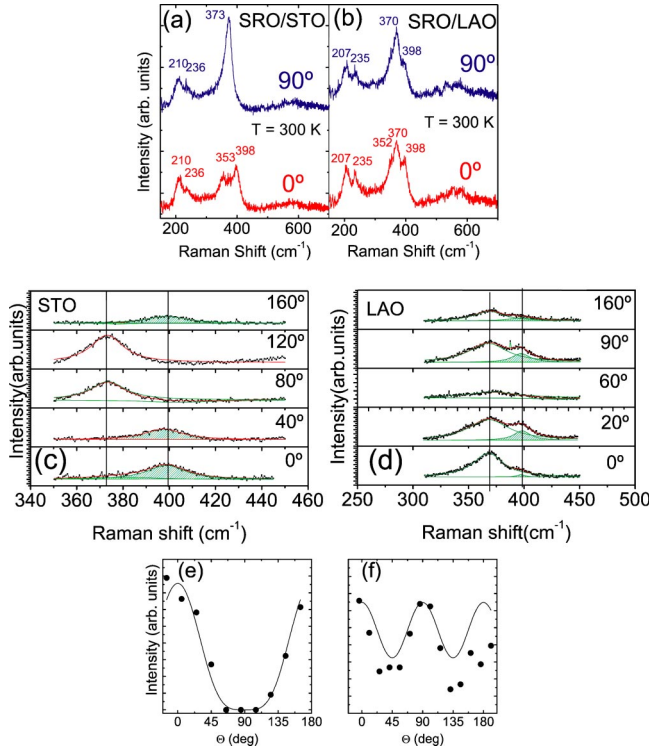 (a) SRO/STO
373
210
236
90º
T = 300 K
210
236
353
398
0º
(b) SRO/LAO
370
207
235
398
90º
T = 300 K
370
352
207
235
398
0º
Intensity (arb. units)
200 400 600
200 400 600
Raman Shift (cm-1)
Raman Shift (cm-1)
STO
160º
120º
80º
40º
(c)
0º
Intensity(arb.units)
340 360 380 400 420 440 460
Raman shift (cm-1)
LAO
160º
90º
60º
20º
(d)
0º
Intensity(arb.units)
250 300 350 400 450 500
Raman shift(cm-1)
(e)
Intensity (arb. units)
0 45 90 135 180
Θ (deg)
(f)
0 45 90 135 180
Θ (deg)